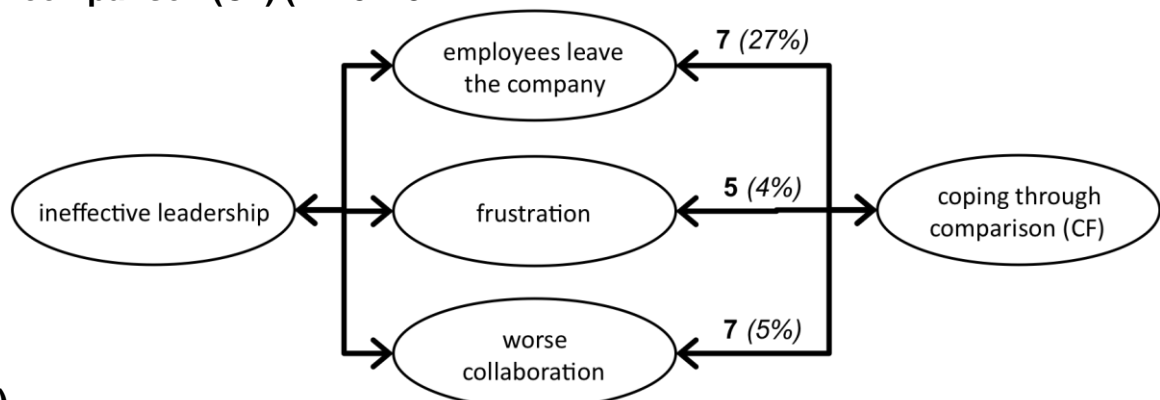 employees leave
the company
7 (27%)
ineffective leadership
frustration
5 (4%)
coping through
comparison (CF)
worse
collaboration
7 (5%)